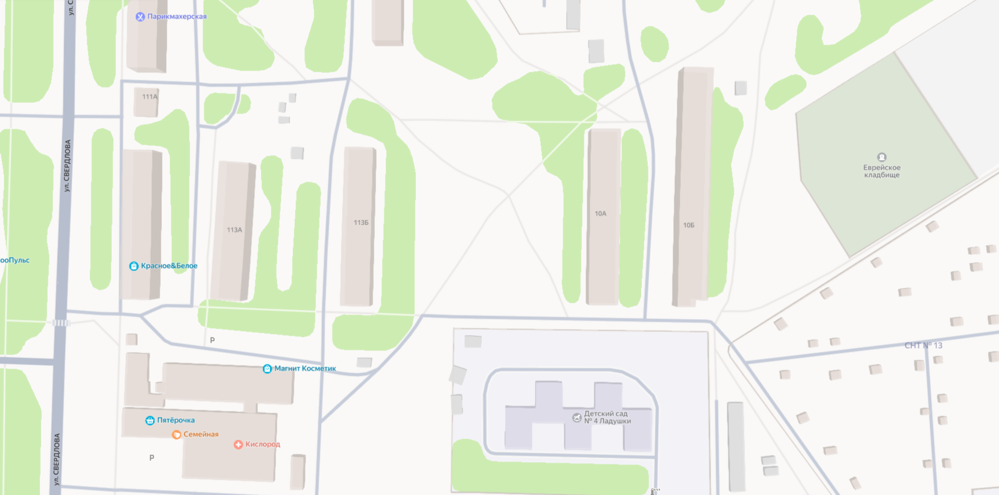 ул. С
Парикмахерская
111А
ул. СВЕРДЛОВА
Еврейское
кладбище
10А
113Б
10Б
113А
ооПульс
Красное&Белое
Р
СНТ № 13
Магнит Косметик
Детский сад
№ 4 Ладушки
Пятёрочка
Семейная
Кислород
Р
ул. СВЕРДЛОВА